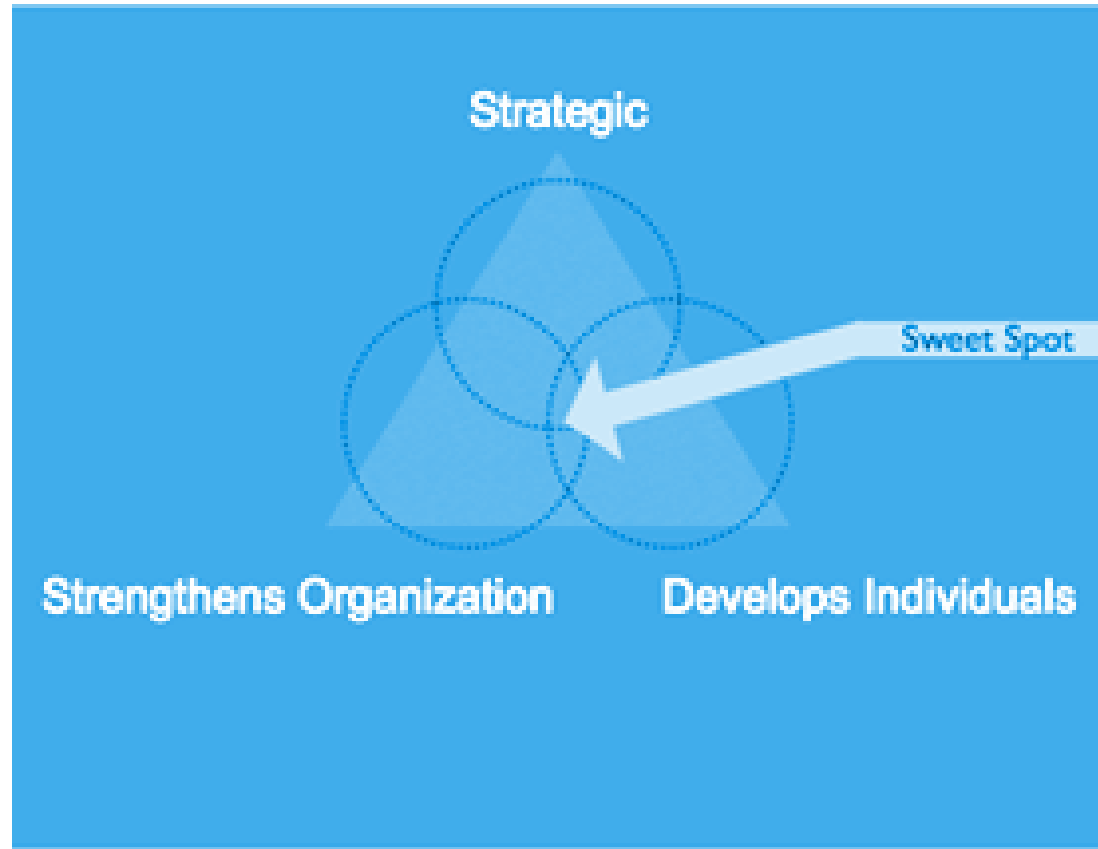 Strategic
Sweet Spot
Strengthens Organization
Develops Individuals